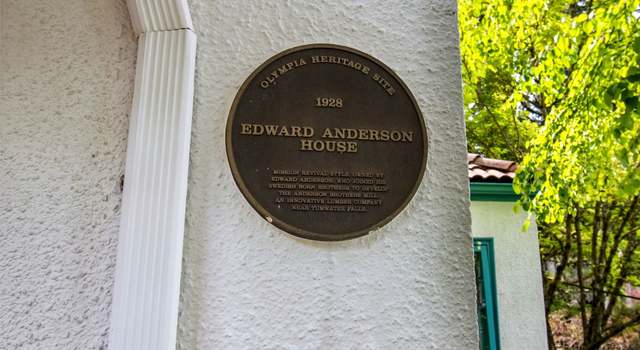 OLYMPIA HERITAGE SITE
1928
EDWARD ANDERSON
HOUSE
MISSION REVIVAL STYLE, OWNED BY
EDWARD ANDERSON, WHO JOINED HIS
SWEDISH BORN BROTHERS TO DEVELOP
THE ANDERSON BROTHERS MILL,
AN INNOVATIVE LUMBER COMPANY
NEAR TUMWATER FALLS.